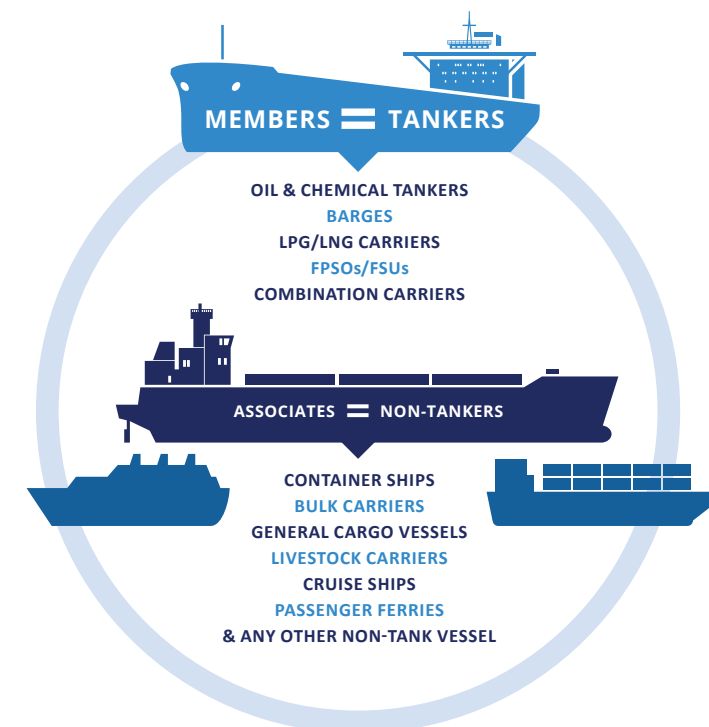 MEMBERS = TANKERS
OIL & CHEMICAL TANKERS
BARGES
LPG/LNG CARRIERS
FPSOs/FSUs
COMBINATION CARRIERS
ASSOCIATES = NON-TANKERS
CONTAINER SHIPS
BULK CARRIERS
GENERAL CARGO VESSELS
LIVESTOCK CARRIERS
CRUISE SHIPS
PASSENGER FERRIES
& ANY OTHER NON-TANK VESSEL